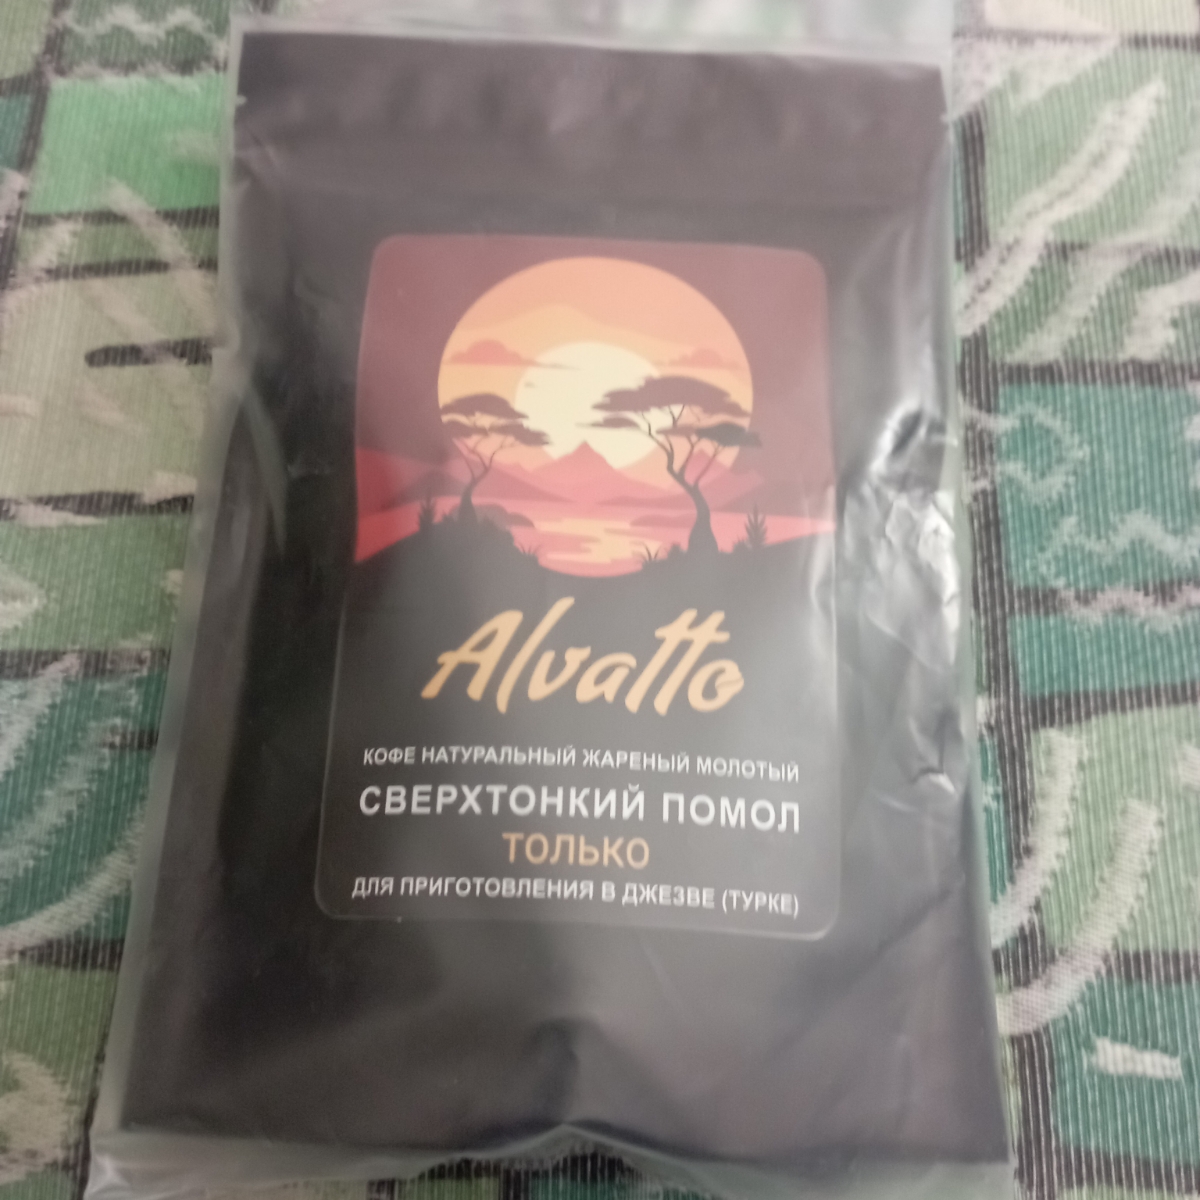 Alvatto
КОФЕ НАТУРАЛЬНЫЙ ЖАРЕНЫЙ МОЛОТЫЙ
СВЕРХТОНКИЙ ПОМОЛ
ТОЛЬКО
ДЛЯ ПРИГОТОВЛЕНИЯ В ДЖЕЗВЕ (ТУРКЕ)